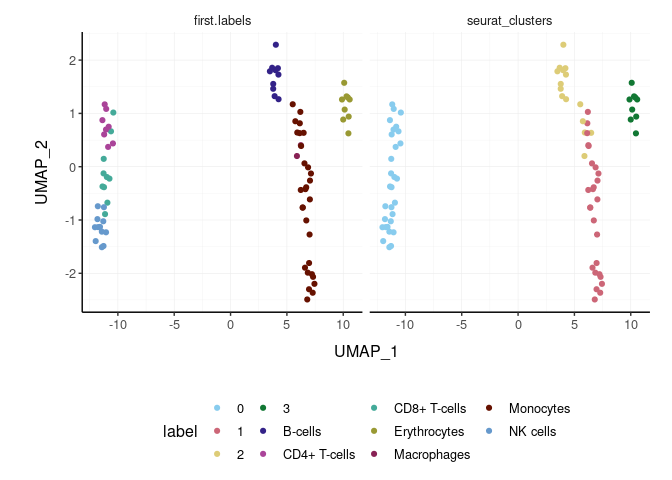 first.labels seurat_clusters
2
1
0
-1
-2
UMAP_2
-10 -5 0 5 10 -10 -5 0 5 10
UMAP_1
label
0 3 CD8+ T-cells Monocytes
1 B-cells Erythrocytes NK cells
2 CD4+ T-cells Macrophages